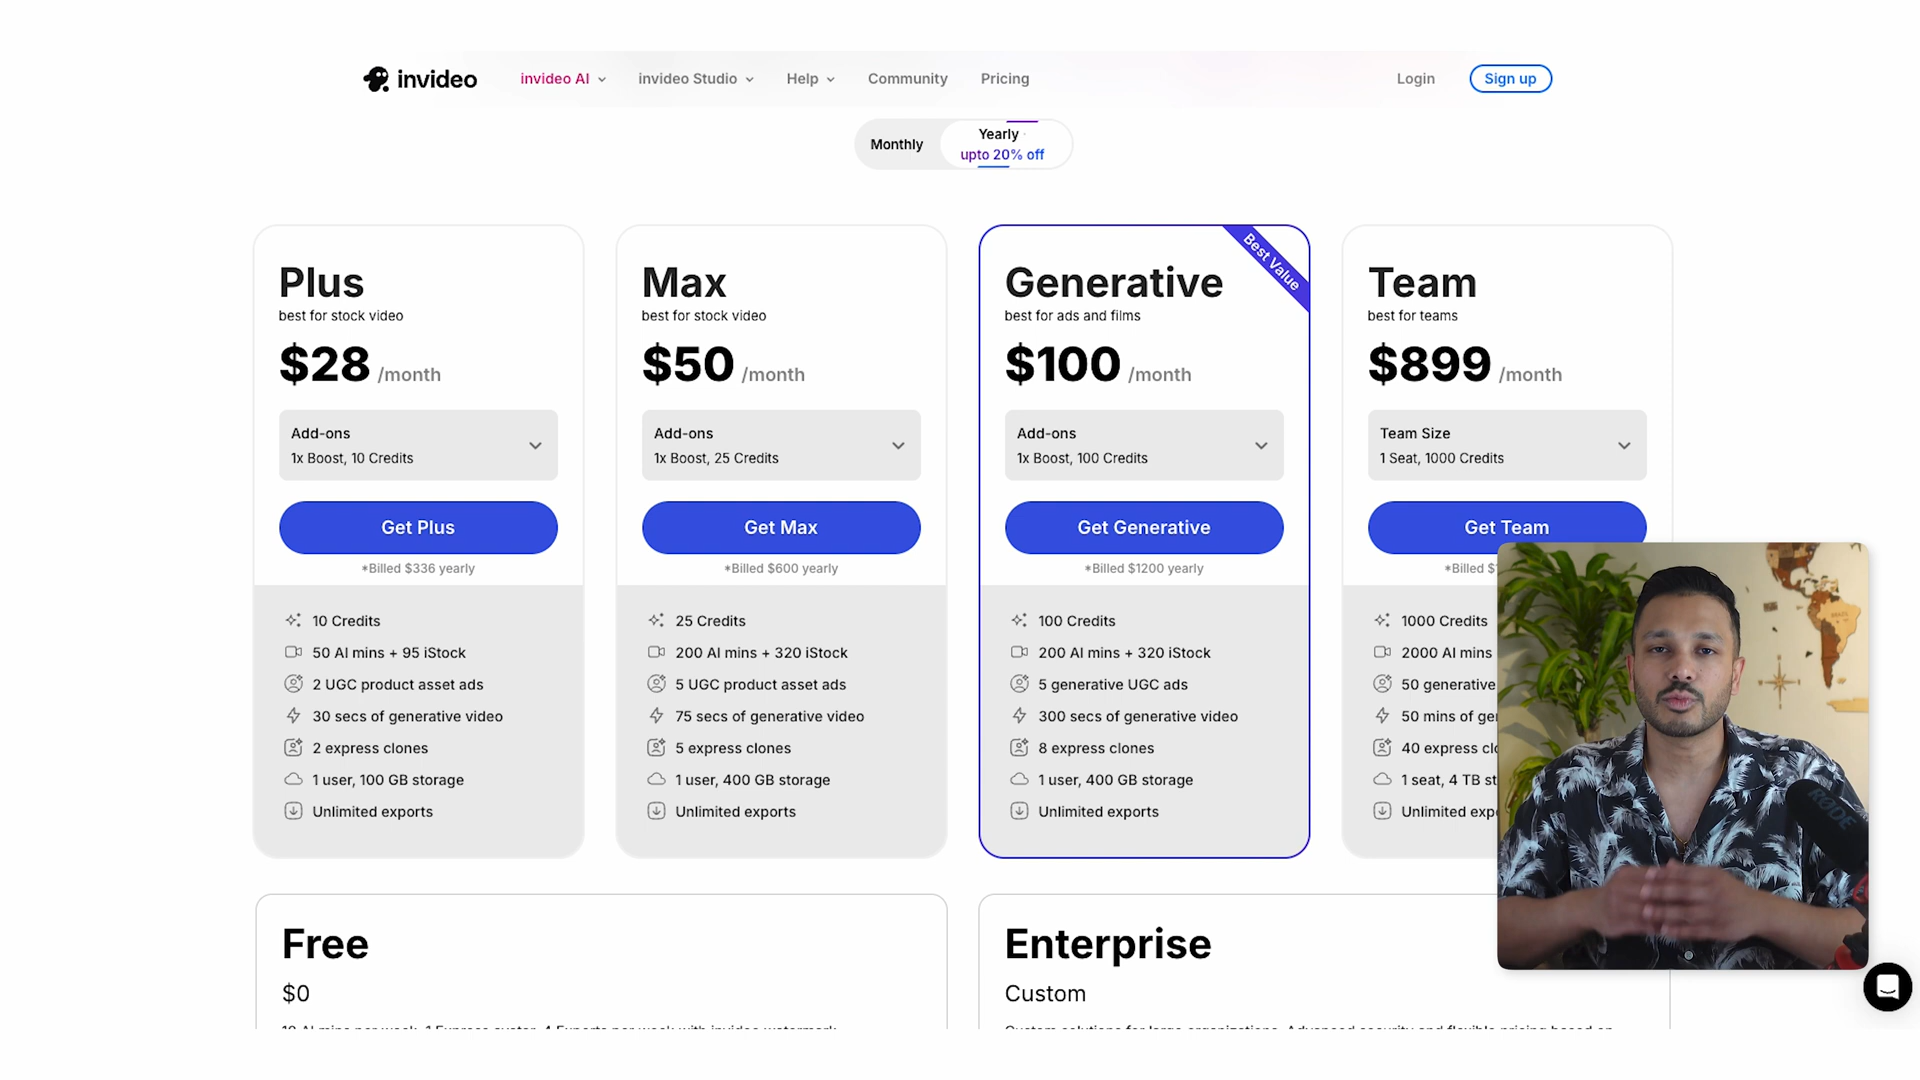 invideo
invideo AI
invideo Studio
Help
Community
Pricing
Login
Sign up
Monthly
Yearly
upto 20% off
Plus
best for stock video
$28 /month
Add-ons
1x Boost, 10 Credits
Get Plus
*Billed $336 yearly
10 Credits
50 AI mins + 95 iStock
2 UGC product asset ads
30 secs of generative video
2 express clones
1 user, 100 GB storage
Unlimited exports
Max
best for stock video
$50 /month
Add-ons
1x Boost, 25 Credits
Get Max
*Billed $600 yearly
25 Credits
200 AI mins + 320 iStock
5 UGC product asset ads
75 secs of generative video
5 express clones
1 user, 400 GB storage
Unlimited exports
Best Value
Generative
best for ads and films
$100 /month
Add-ons
1x Boost, 100 Credits
Get Generative
*Billed $1200 yearly
100 Credits
200 AI mins + 320 iStock
5 generative UGC ads
300 secs of generative video
8 express clones
1 user, 400 GB storage
Unlimited exports
Team
best for teams
$899 /month
Team Size
1 Seat, 1000 Credits
Get Team
*Billed
1000 Credits
2000 AI mins
50 generative
50 mins of
40 express
1 seat, 4 TB
Unlimited
Free
$0
Enterprise
Custom
RØDE